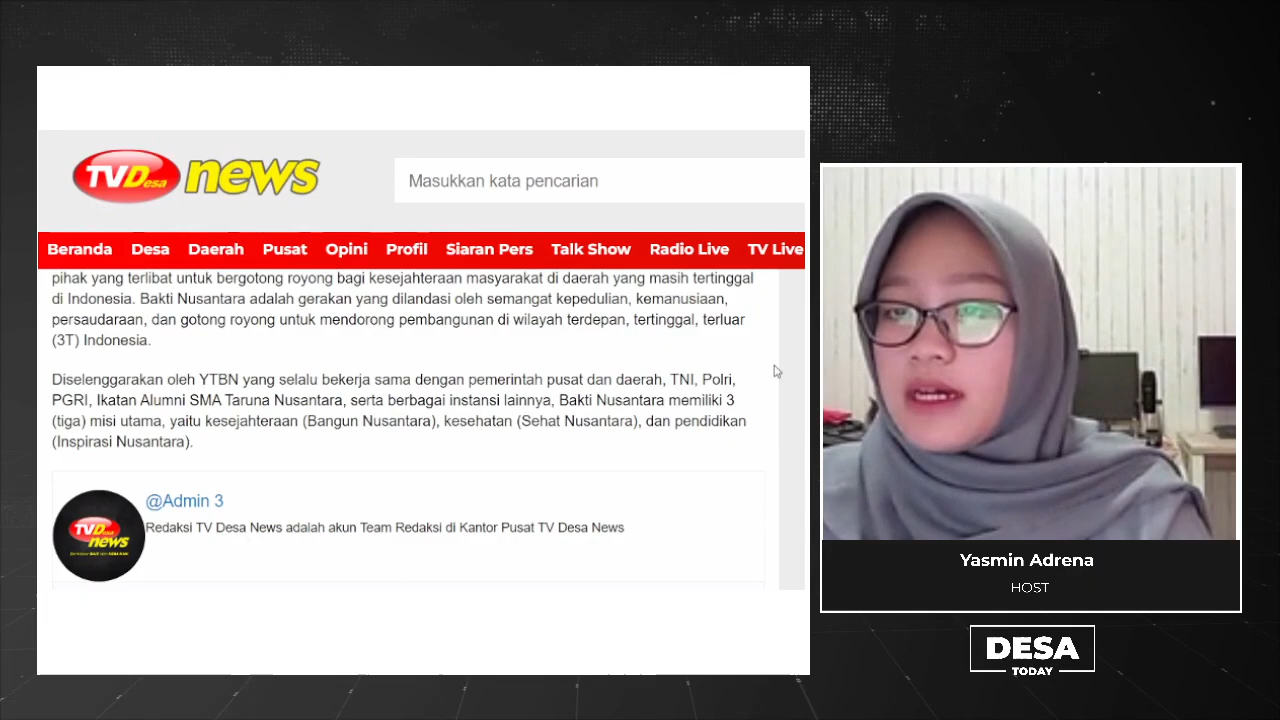 TVDesa news
Masukkan kata pencarian
Beranda Desa Daerah Pusat Opini Profil Siaran Pers Talk Show Radio Live TV Live
pihak yang terlibat untuk bergotong royong bagi kesejahteraan masyarakat di daerah yang masih tertinggal
di Indonesia. Bakti Nusantara adalah gerakan yang dilandasi oleh semangat kepedulian, kemanusiaan,
persaudaraan, dan gotong royong untuk mendorong pembangunan di wilayah terdepan, tertinggal, terluar
(3T) Indonesia.
Diselenggarakan oleh YTBN yang selalu bekerja sama dengan pemerintah pusat dan daerah, TNI, Polri,
PGRI, Ikatan Alumni SMA Taruna Nusantara, serta berbagai instansi lainnya, Bakti Nusantara memiliki 3
(tiga) misi utama, yaitu kesejahteraan (Bangun Nusantara), kesehatan (Sehat Nusantara), dan pendidikan
(Inspirasi Nusantara).
@Admin 3
Redaksi TV Desa News adalah akun Team Redaksi di Kantor Pusat TV Desa News
TVDesa
news
Yasmin Adrena
HOST
DESA
TODAY